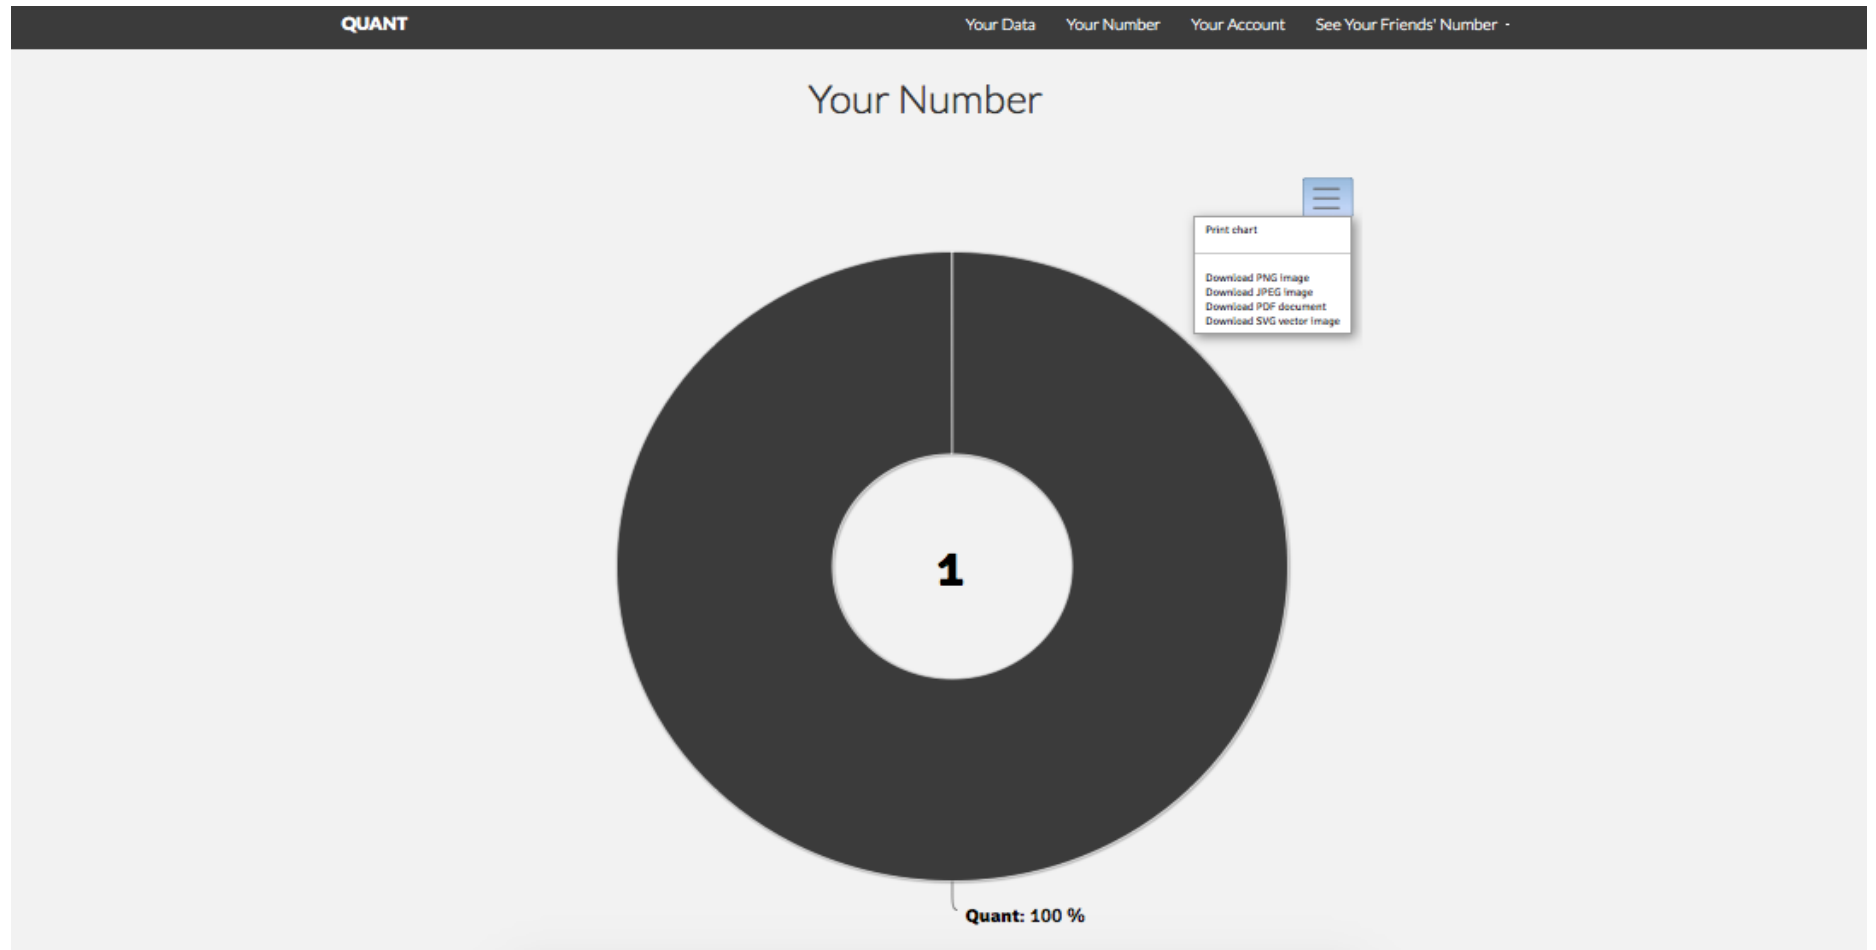 QUANT Your Data Your Number Your Account See Your Friends' Number
Your Number
Print chart
Download PNG image
Download JPEG image
Download PDF document
Download SVG vector image
1
Quant: 100 %